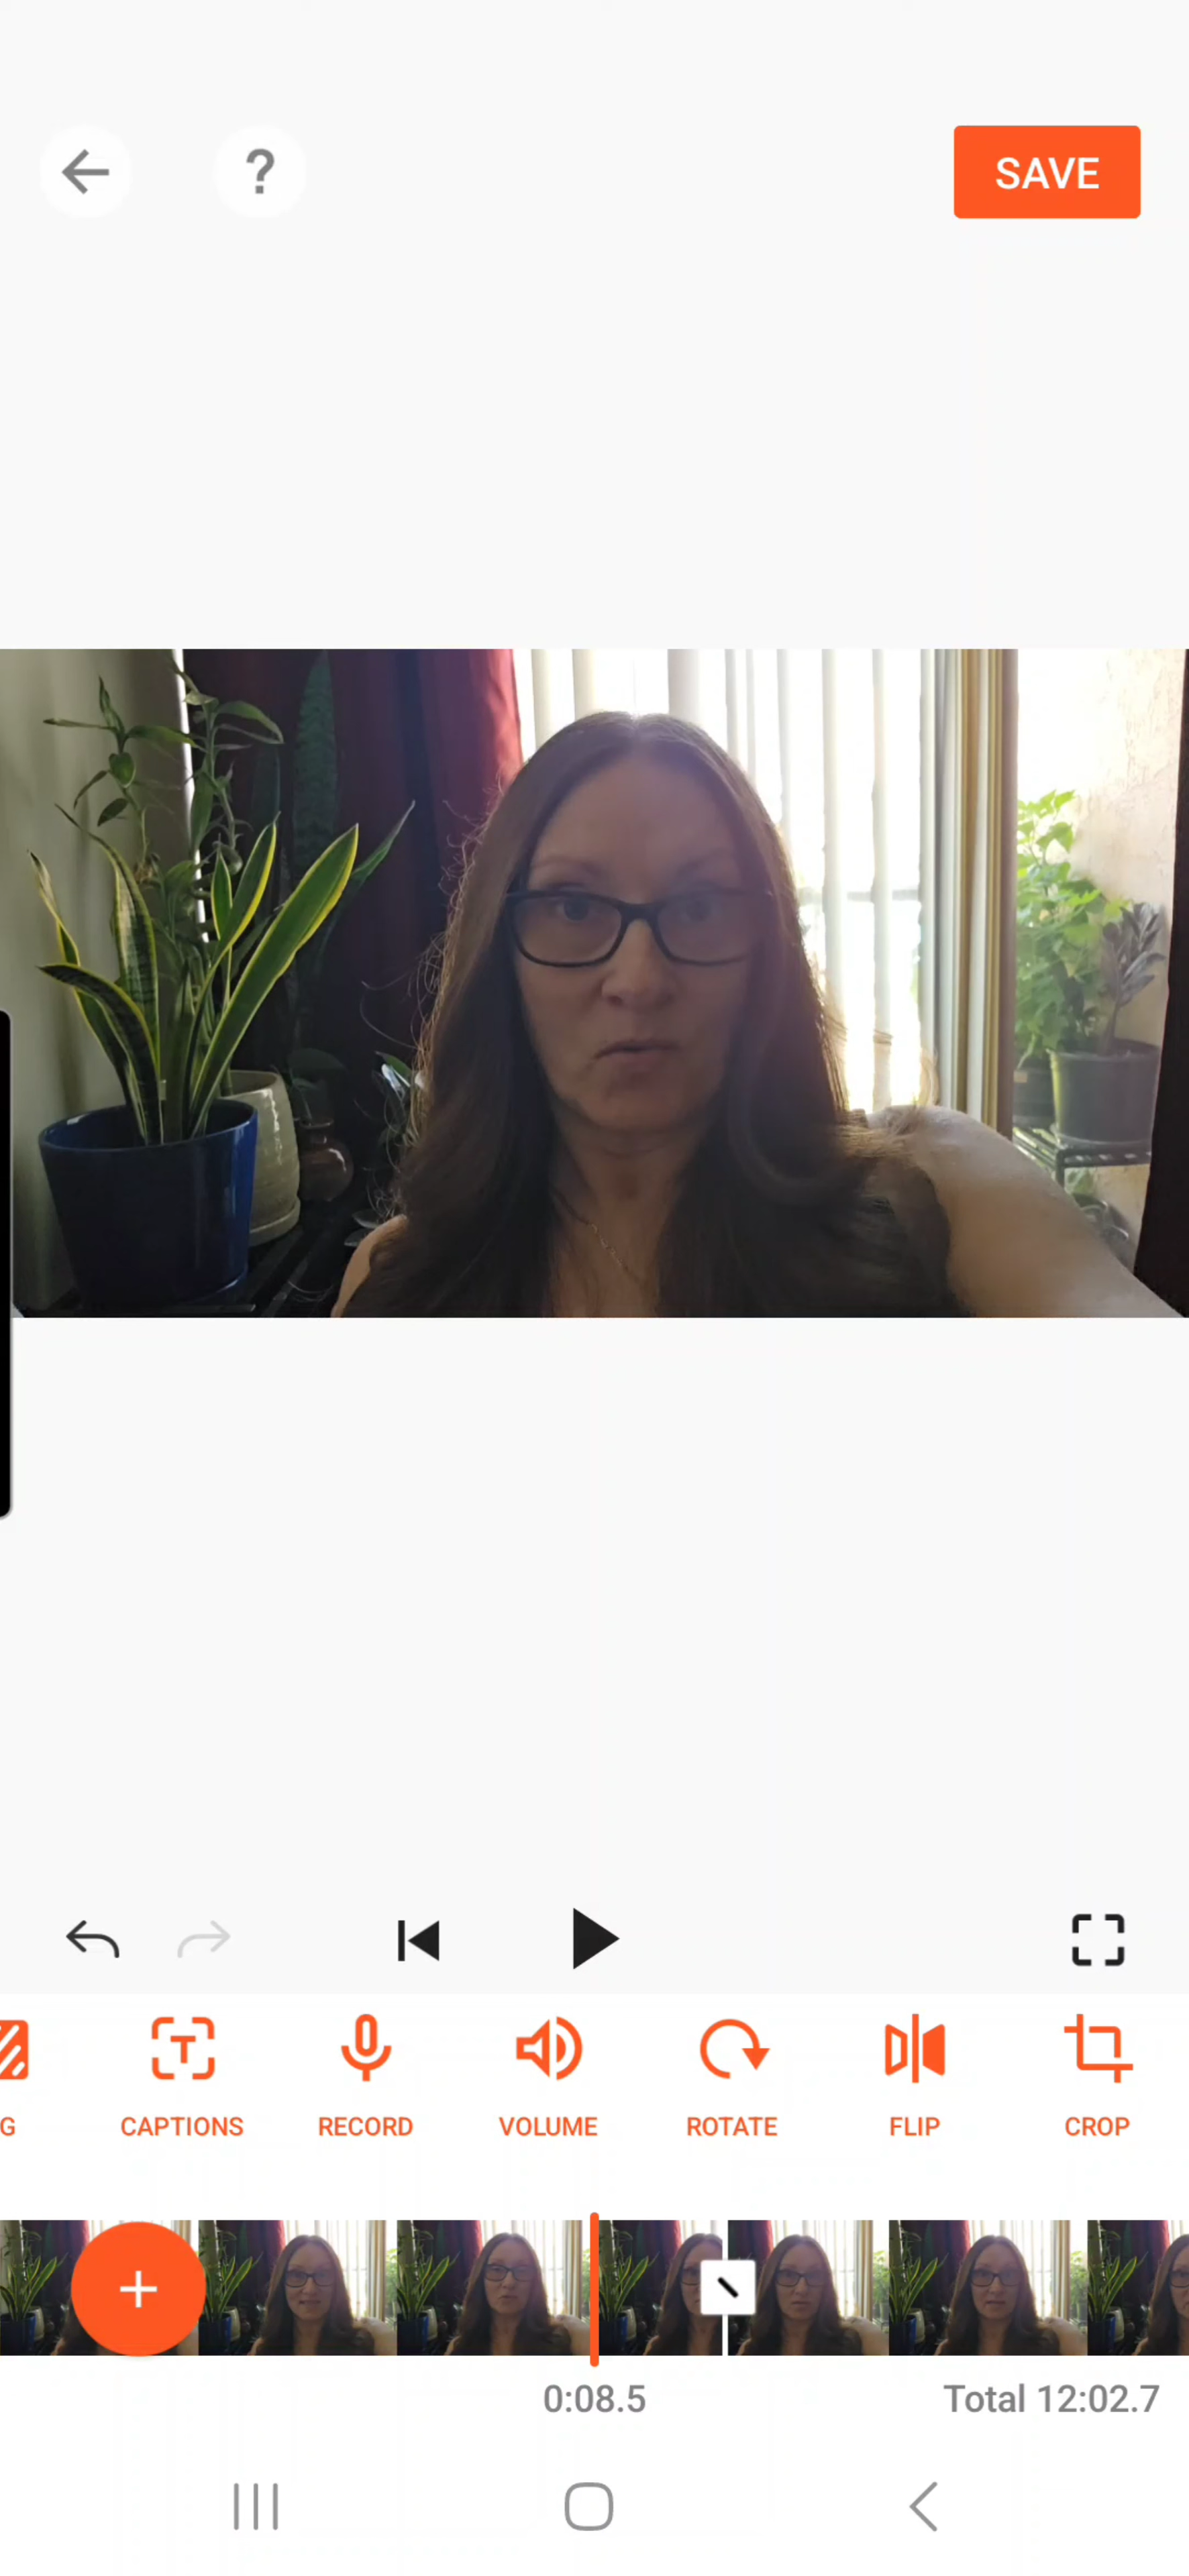 ?
SAVE
G
CAPTIONS
RECORD
VOLUME
ROTATE
FLIP
CROP
+
0:08.5
Total 12:02.7